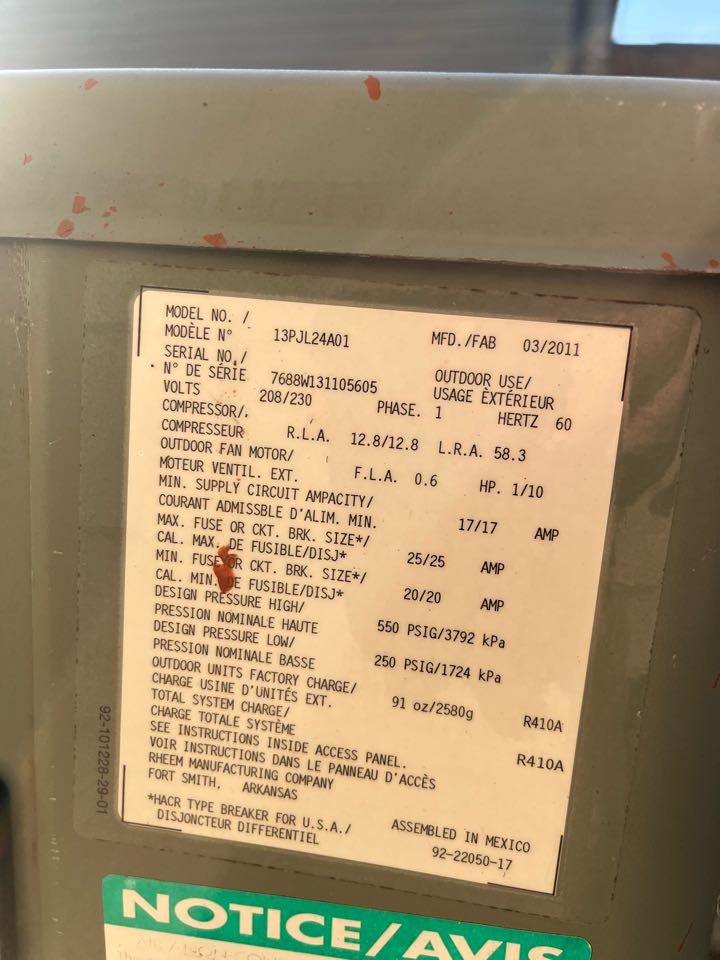 MODEL NO. /
MODÈLE N° 13PJL24A01 MFD./FAB 03/2011
SERIAL NO./
N° DE SÉRIE 7688W131105605 OUTDOOR USE/
USAGE ÈXTÉRIEUR
VOLTS 208/230 PHASE. 1 HERTZ 60
COMPRESSOR/.
COMPRESSEUR R.L.A. 12.8/12.8 L.R.A. 58.3
OUTDOOR FAN MOTOR/
MOTEUR VENTIL. EXT. F.L.A. 0.6 HP. 1/10
MIN. SUPPLY CIRCUIT AMPACITY/
COURANT ADMISSBLE D'ALIM. MIN. 17/17 AMP
MAX. FUSE OR CKT. BRK. SIZE*/
CAL. MAX. DE FUSIBLE/DISJ* 25/25 AMP
MIN. FUSE OR CKT. BRK. SIZE*/
CAL. MIN. DE FUSIBLE/DISJ* 20/20 AMP
DESIGN PRESSURE HIGH/
PRESSION NOMINALE HAUTE 550 PSIG/3792 kPa
DESIGN PRESSURE LOW/
PRESSION NOMINALE BASSE 250 PSIG/1724 kPa
OUTDOOR UNITS FACTORY CHARGE/
CHARGE USINE D'UNITÉS EXT. 91 oz/2580g R410A
TOTAL SYSTEM CHARGE/
CHARGE TOTALE SYSTÈME R410A
SEE INSTRUCTIONS INSIDE ACCESS PANEL.
VOIR INSTRUCTIONS DANS LE PANNEAU D'ACCÈS
RHEEM MANUFACTURING COMPANY
FORT SMITH, ARKANSAS
*HACR TYPE BREAKER FOR U.S.A./ ASSEMBLED IN MEXICO
DISJONCTEUR DIFFERENTIEL 92-22050-17
92-101228-29-01
NOTICE/AVIS